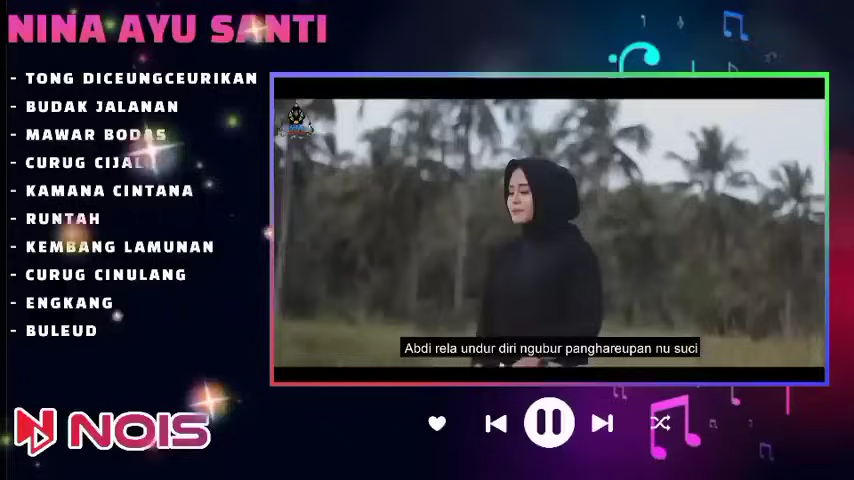 NINA AYU SANTI
- TONG DICEUNGCEURIKAN
- BUDAK JALANAN
- MAWAR BODAS
- CURUG
- KAMANA CINTANA
- RUNTAH
- KEMBANG LAMUNAN
- CURUG CINULANG
- ENGKANG
- BULEUD
Abdi rela undur diri ngubur panghareupan nu suci
NOIS